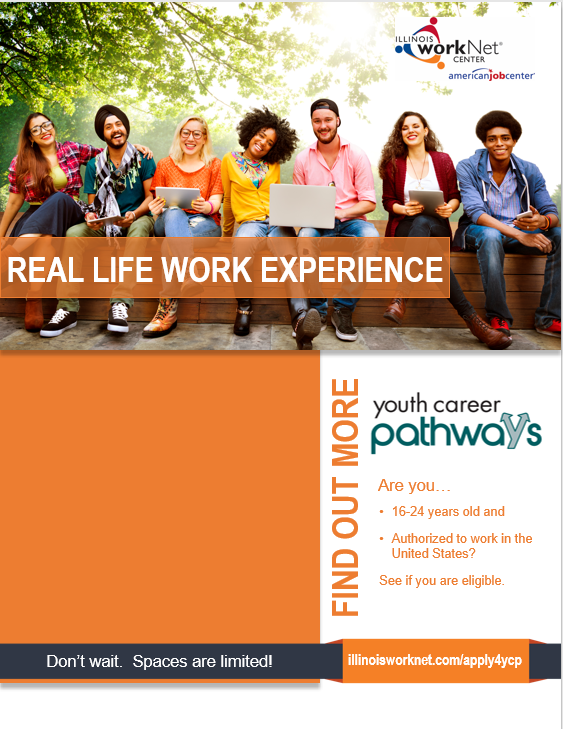 ILLINOIS
workNet
CENTER
americanjobcenter
REAL LIFE WORK EXPERIENCE
FIND OUT MORE
youth career
pathways
Are you…
• 16-24 years old and
• Authorized to work in the
United States?
See if you are eligible.
Don’t wait.  Spaces are limited!
illinoisworknet.com/apply4ycp